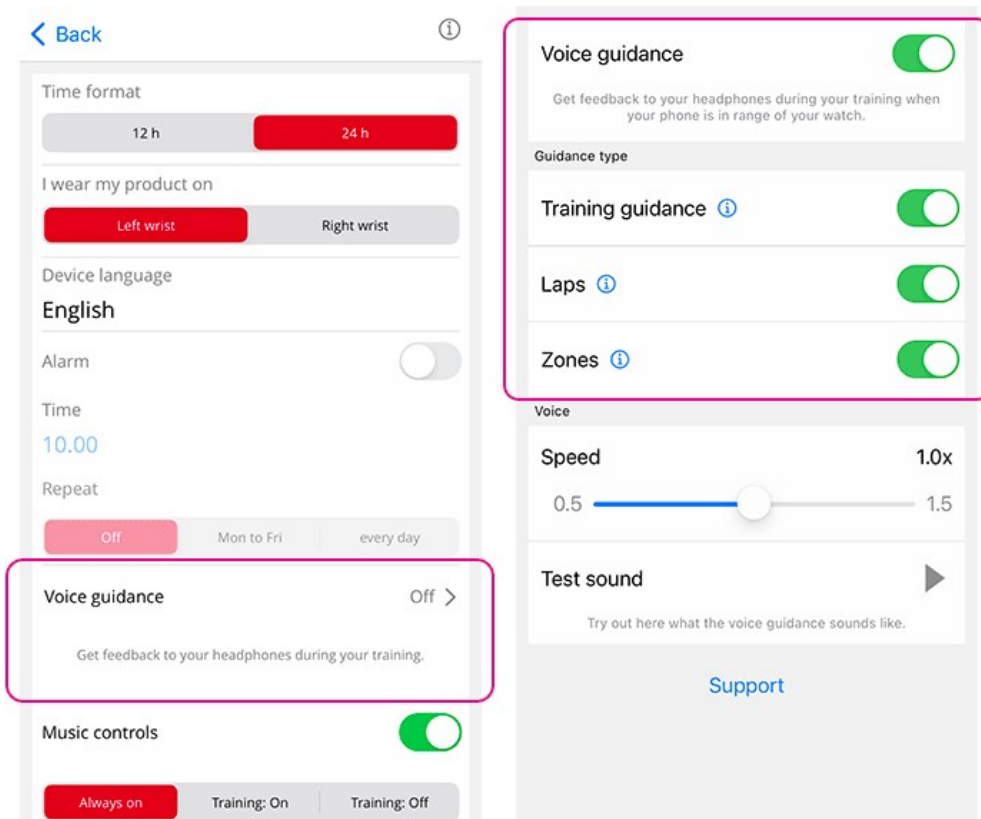 Back
Time format
12 h
24 h
I wear my product on
Left wrist
Right wrist
Device language
English
Alarm
Time
10.00
Repeat
Off
Mon to Fri
every day
Voice guidance
Off
Get feedback to your headphones during your training.
Music controls
Always on
Training: On
Training: Off
Voice guidance
Get feedback to your headphones during your training when
your phone is in range of your watch.
Guidance type
Training guidance
Laps
Zones
Voice
Speed
1.0x
0.5
1.5
Test sound
Try out here what the voice guidance sounds like.
Support